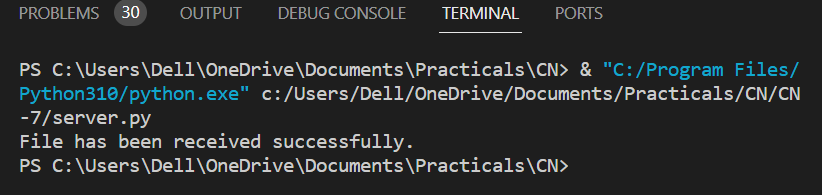 PROBLEMS 30 OUTPUT DEBUG CONSOLE TERMINAL PORTS
PS C:\Users\Dell\OneDrive\Documents\Practicals\CN> & "C:/Program Files/
Python310/python.exe" c:/Users/Dell/OneDrive/Documents/Practicals/CN/CN
-7/server.py
File has been received successfully.
PS C:\Users\Dell\OneDrive\Documents\Practicals\CN>